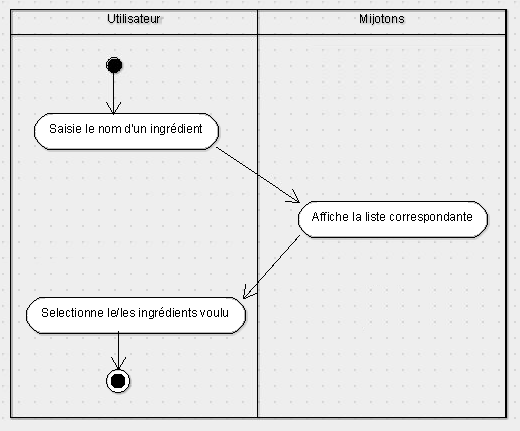 Utilisateur
Mijotons
Saisie le nom d'un ingrédient
Affiche la liste correspondante
Selectionne le/les ingrédients voulu